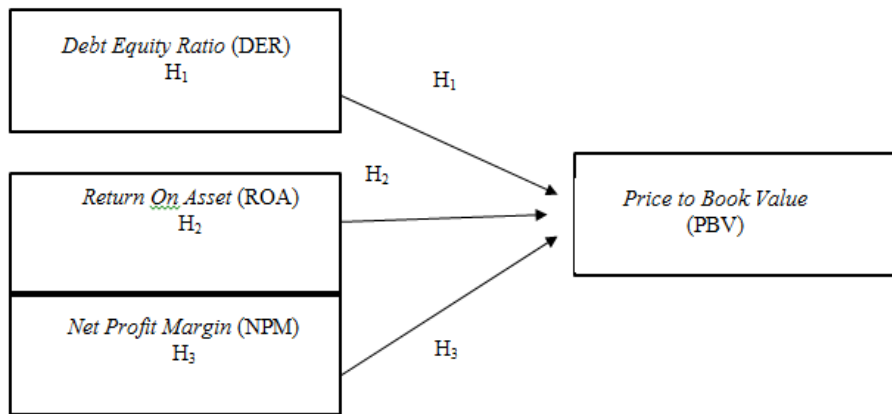 Debt Equity Ratio (DER)
H₁
H₁
H₂
Return On Asset (ROA)
H₂
Price to Book Value
(PBV)
Net Profit Margin (NPM)
H₃
H₃